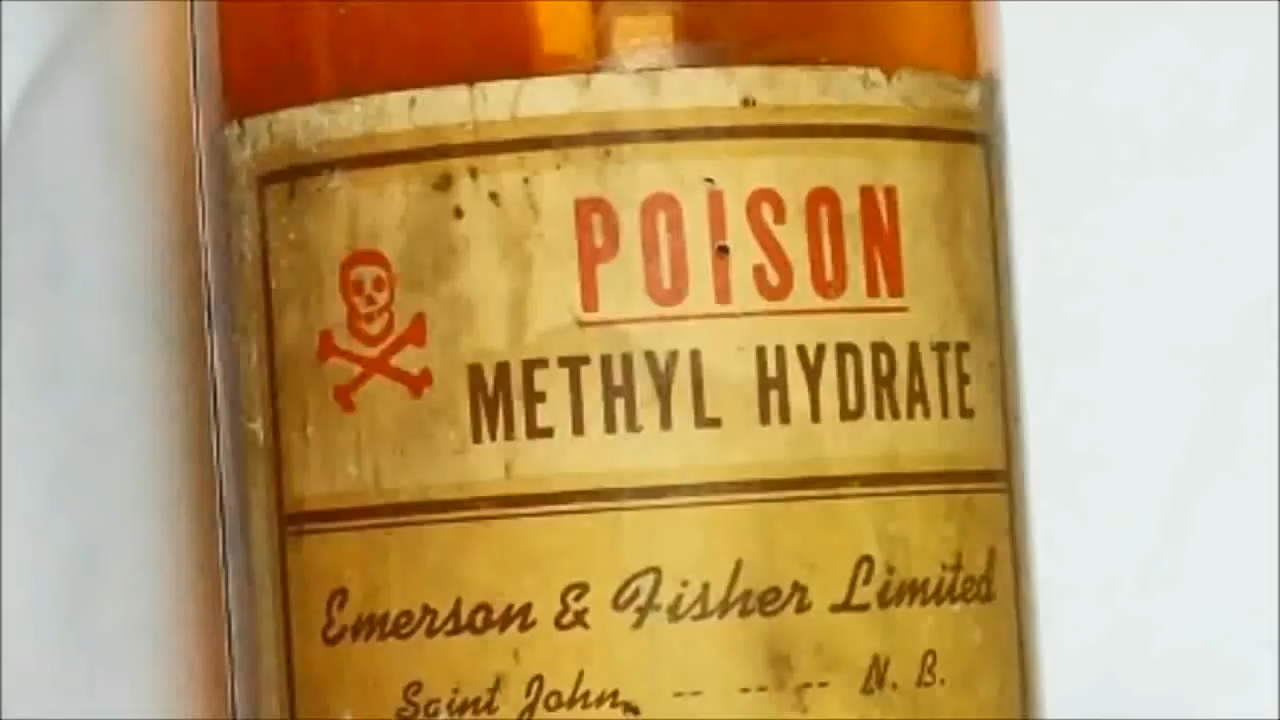 POISON
METHYL HYDRATE
Emerson & Fisher Limited
Saint John, -- -- -- N. B.